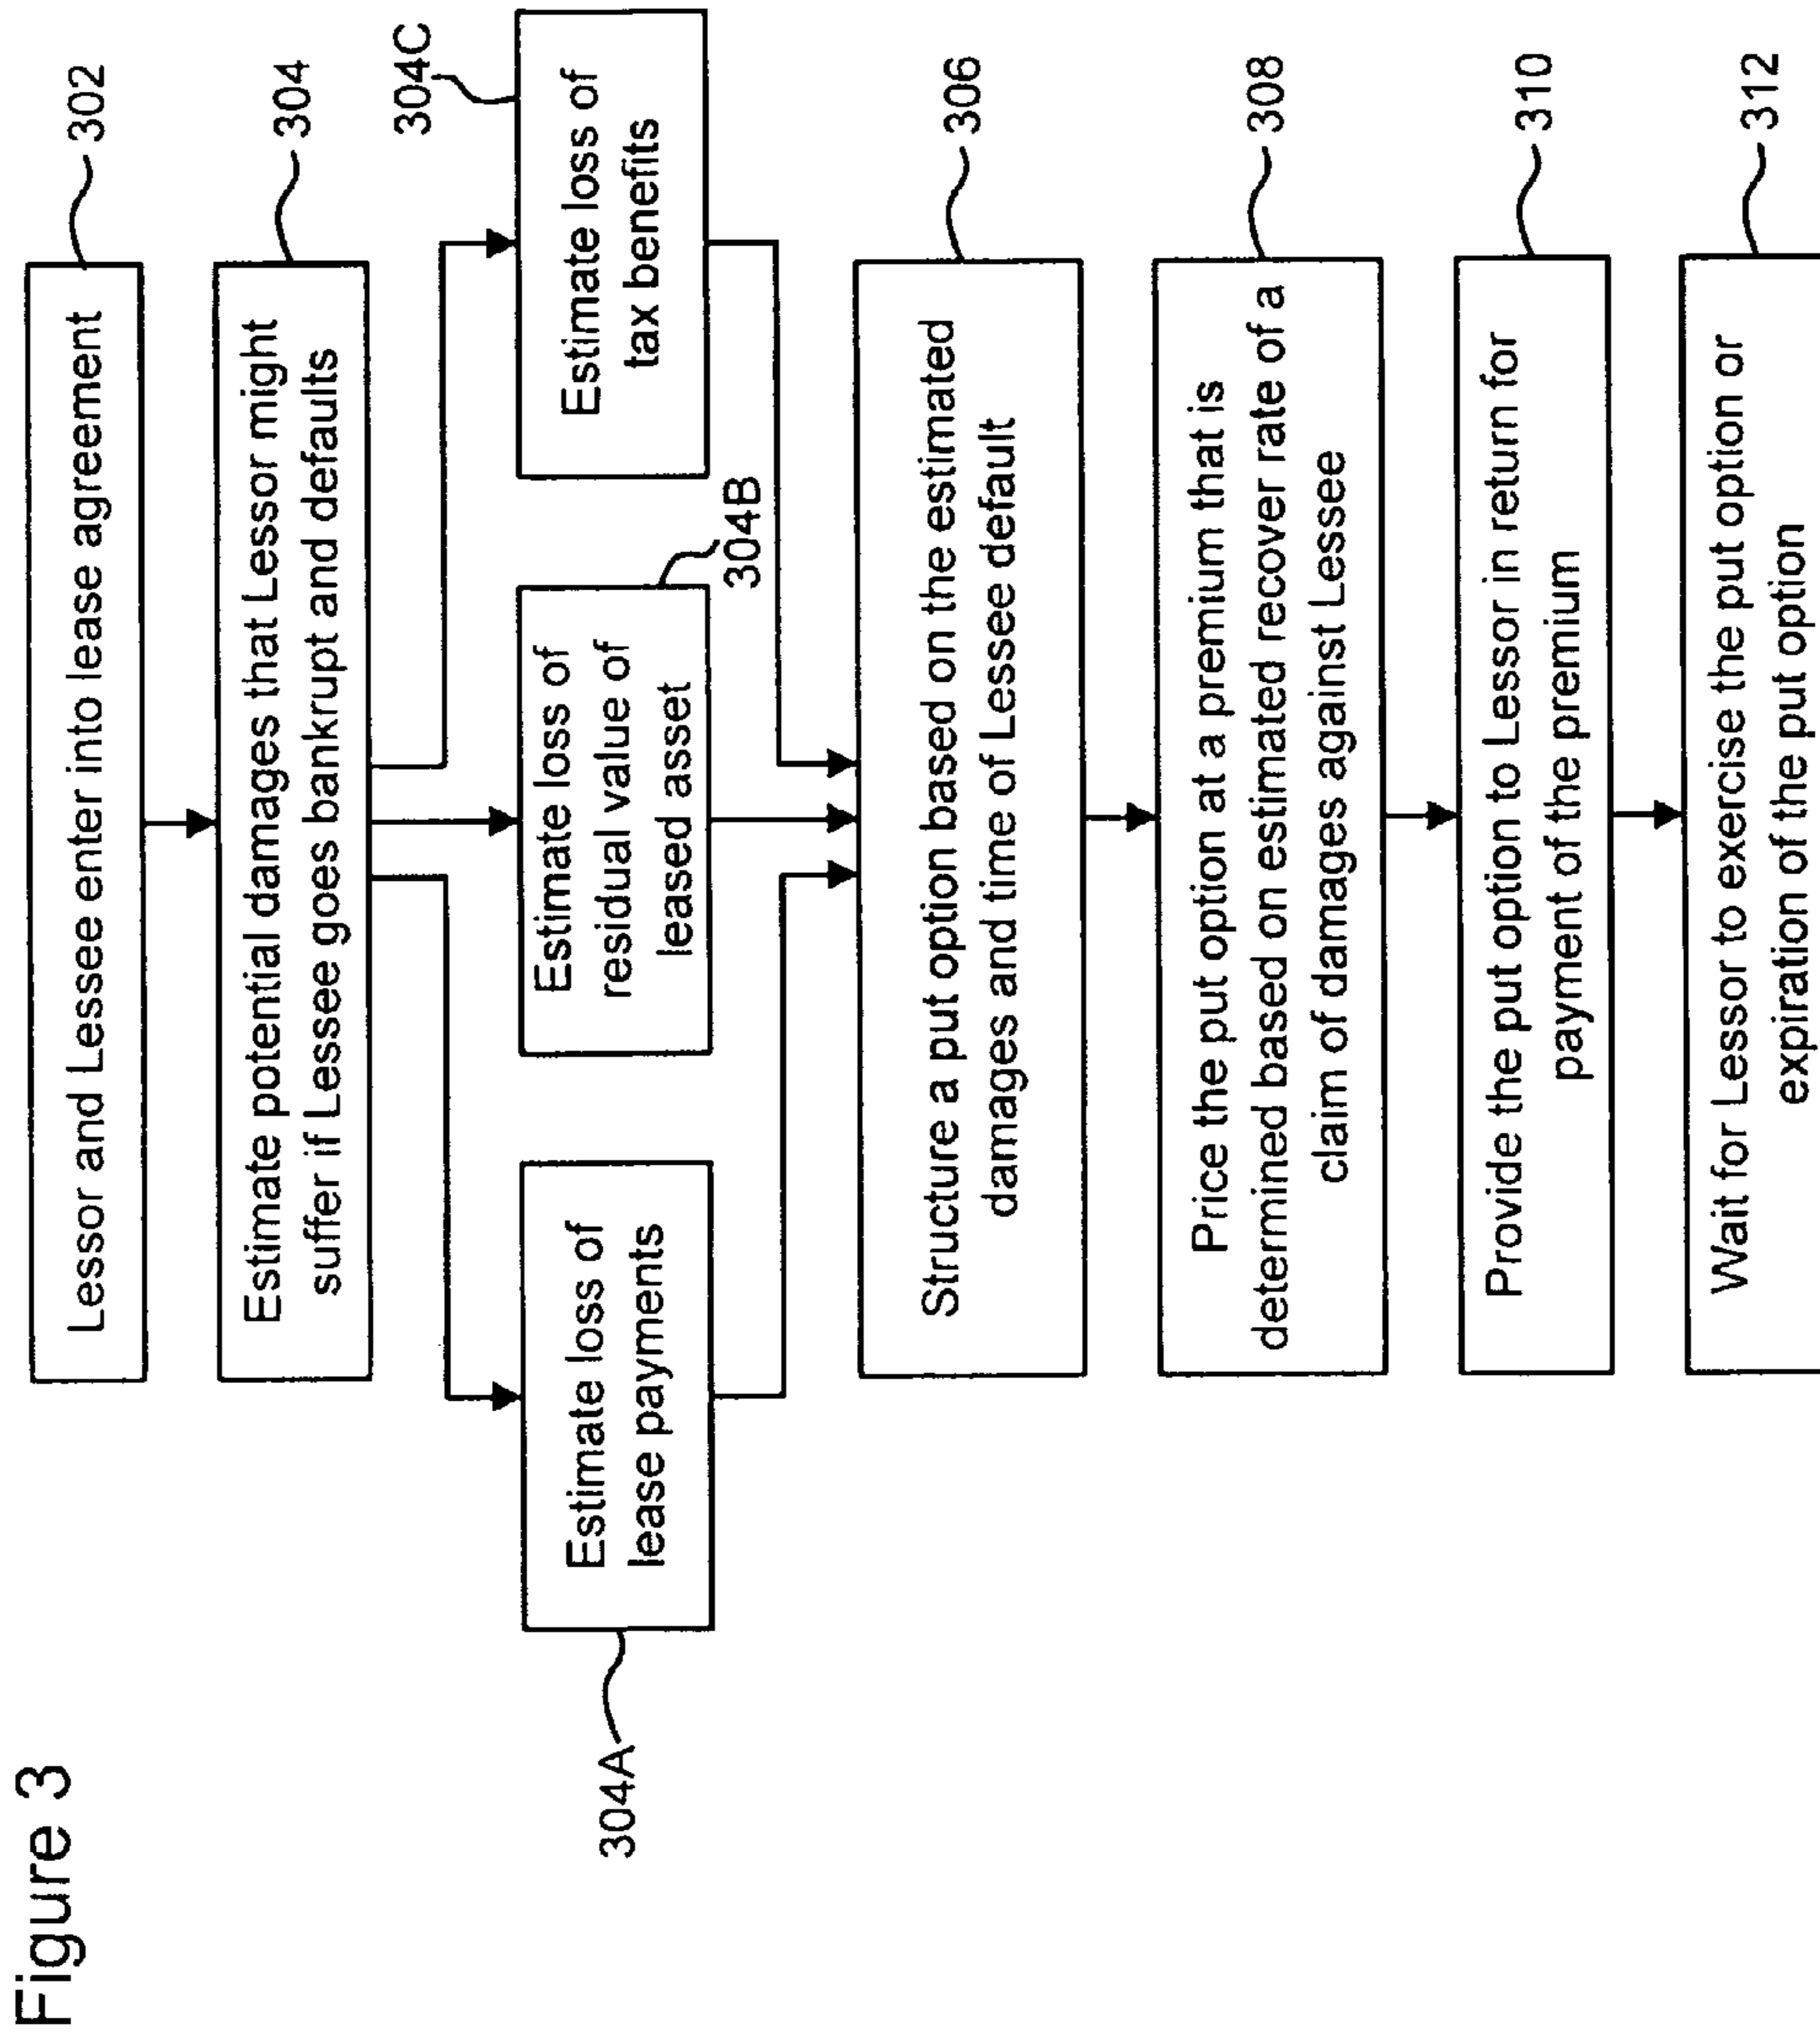 Figure 3
Lessor and Lessee enter into lease agreement
302
Estimate potential damages that Lessor might
suffer if Lessee goes bankrupt and defaults
304
Estimate loss of
lease payments
304A
Estimate loss of
residual value of
leased asset
304B
Estimate loss of
tax benefits
304C
Structure a put option based on the estimated
damages and time of Lessee default
306
Price the put option at a premium that is
determined based on estimated recover rate of a
claim of damages against Lessee
308
Provide the put option to Lessor in return for
payment of the premium
310
Wait for Lessor to exercise the put option or
expiration of the put option
312